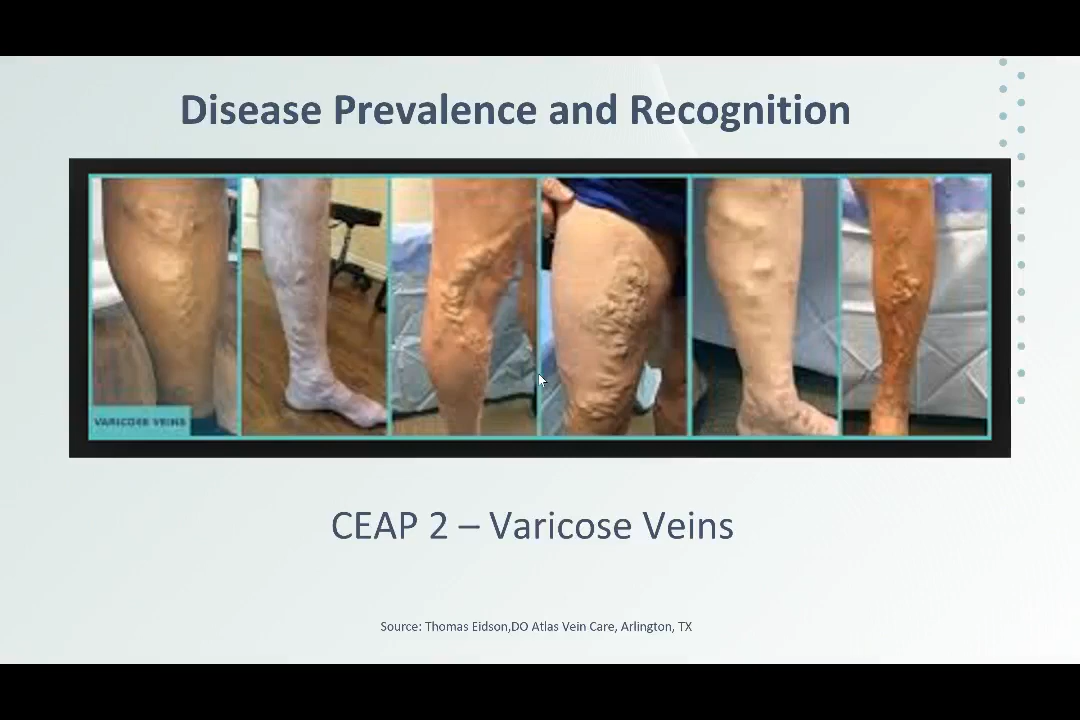 Disease Prevalence and Recognition
VARICOSE VEINS
CEAP 2 – Varicose Veins
Source: Thomas Eidson,DO Atlas Vein Care, Arlington, TX